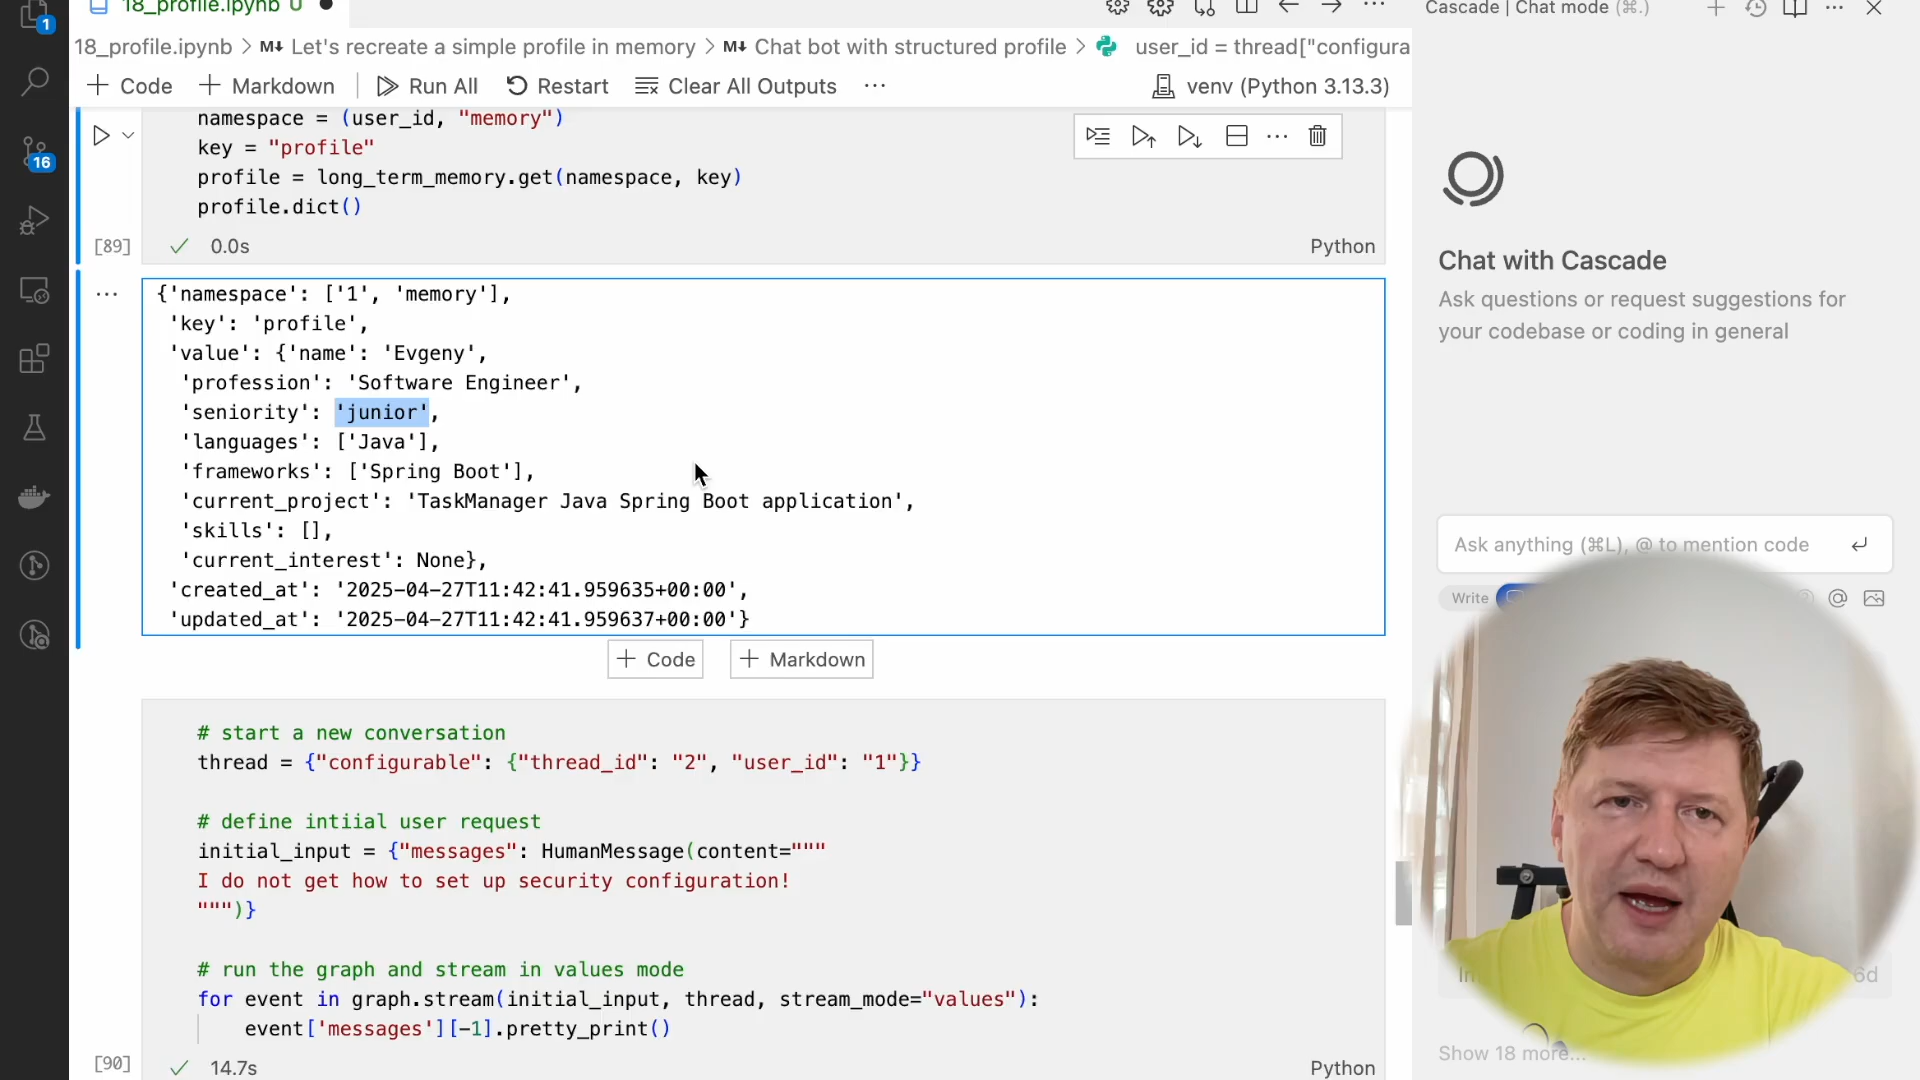 18_profile.ipynb U
Cascade | Chat mode (⌘.)
1
18_profile.ipynb > M↓ Let's recreate a simple profile in memory > M↓ Chat bot with structured profile > user_id = thread["configura
+ Code + Markdown Run All Restart Clear All Outputs ... venv (Python 3.13.3)
namespace = (user_id, "memory")
key = "profile"
16
profile = long_term_memory.get(namespace, key)
profile.dict()
[89] ✓ 0.0s Python
{'namespace': ['1', 'memory'],
'key': 'profile',
'value': {'name': 'Evgeny',
'profession': 'Software Engineer',
'seniority': 'junior',
'languages': ['Java'],
'frameworks': ['Spring Boot'],
'current_project': 'TaskManager Java Spring Boot application',
'skills': [],
'current_interest': None},
'created_at': '2025-04-27T11:42:41.959635+00:00',
'updated_at': '2025-04-27T11:42:41.959637+00:00'}
+ Code + Markdown
# start a new conversation
thread = {"configurable": {"thread_id": "2", "user_id": "1"}}
# define intiial user request
initial_input = {"messages": HumanMessage(content="""
I do not get how to set up security configuration!
""")}
# run the graph and stream in values mode
for event in graph.stream(initial_input, thread, stream_mode="values"):
event['messages'][-1].pretty_print()
[90] ✓ 14.7s Python
Chat with Cascade
Ask questions or request suggestions for
your codebase or coding in general
Ask anything (⌘L), @ to mention code
Write
6d
Show 18 more...